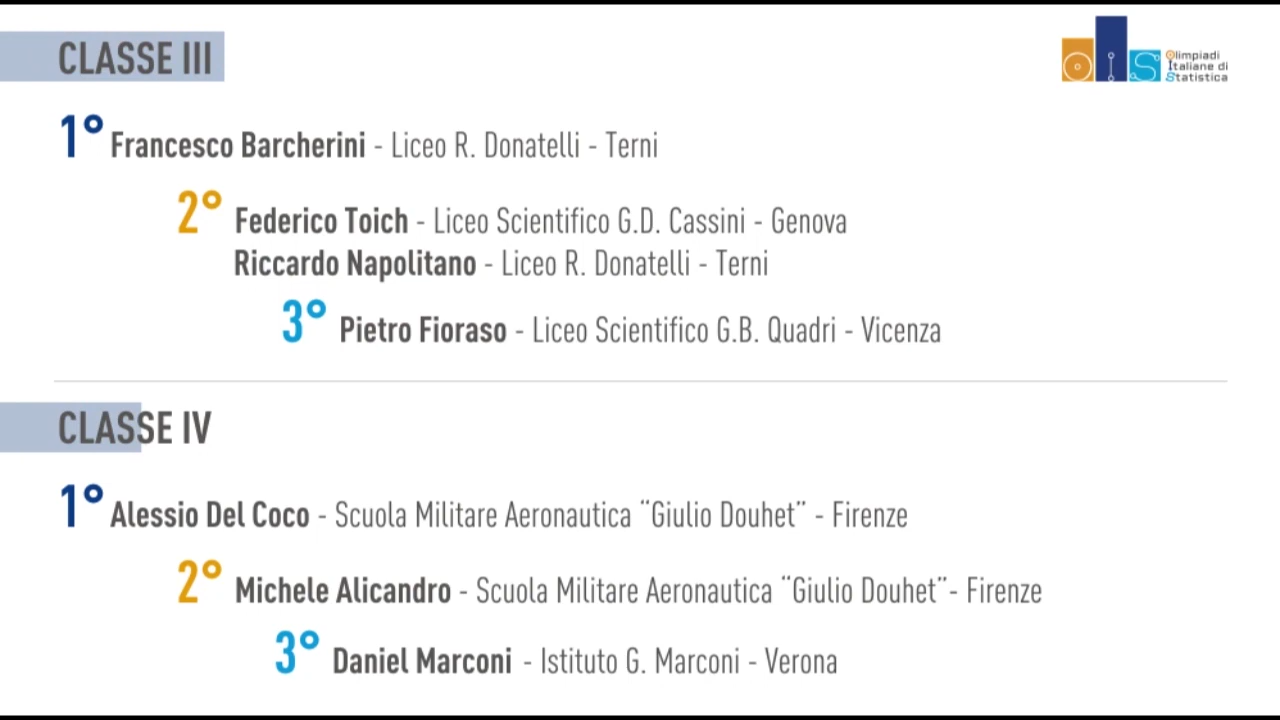 CLASSE III
OIS
Olimpiadi
Italiane di
Statistica
1° Francesco Barcherini - Liceo R. Donatelli - Terni
2° Federico Toich - Liceo Scientifico G.D. Cassini - Genova
Riccardo Napolitano - Liceo R. Donatelli - Terni
3° Pietro Fioraso - Liceo Scientifico G.B. Quadri - Vicenza
CLASSE IV
1° Alessio Del Coco - Scuola Militare Aeronautica “Giulio Douhet” - Firenze
2° Michele Alicandro - Scuola Militare Aeronautica “Giulio Douhet”- Firenze
3° Daniel Marconi - Istituto G. Marconi - Verona